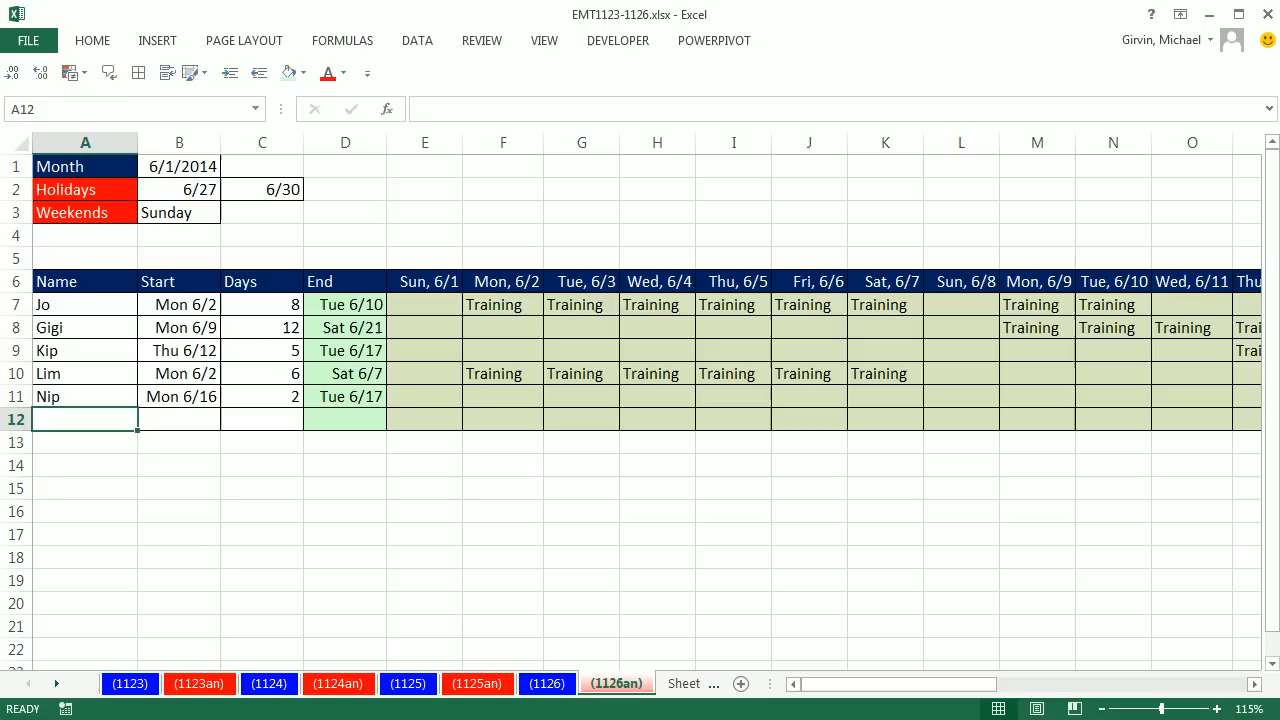 EMT1123-1126.xlsx - Excel
FILE HOME INSERT PAGE LAYOUT FORMULAS DATA REVIEW VIEW DEVELOPER POWERPIVOT Girvin, Michael
A12 fx
A B C D E F G H I J K L M N O
1 Month 6/1/2014
2 Holidays 6/27 6/30
3 Weekends Sunday
4
5
6 Name Start Days End Sun, 6/1 Mon, 6/2 Tue, 6/3 Wed, 6/4 Thu, 6/5 Fri, 6/6 Sat, 6/7 Sun, 6/8 Mon, 6/9 Tue, 6/10 Wed, 6/11 Thu
7 Jo Mon 6/2 8 Tue 6/10 Training Training Training Training Training Training Training Training
8 Gigi Mon 6/9 12 Sat 6/21 Training Training Training Trai
9 Kip Thu 6/12 5 Tue 6/17 Trai
10 Lim Mon 6/2 6 Sat 6/7 Training Training Training Training Training Training
11 Nip Mon 6/16 2 Tue 6/17
12
13
14
15
16
17
18
19
20
21
22
(1123) (1123an) (1124) (1124an) (1125) (1125an) (1126) (1126an) Sheet ...
READY 115%